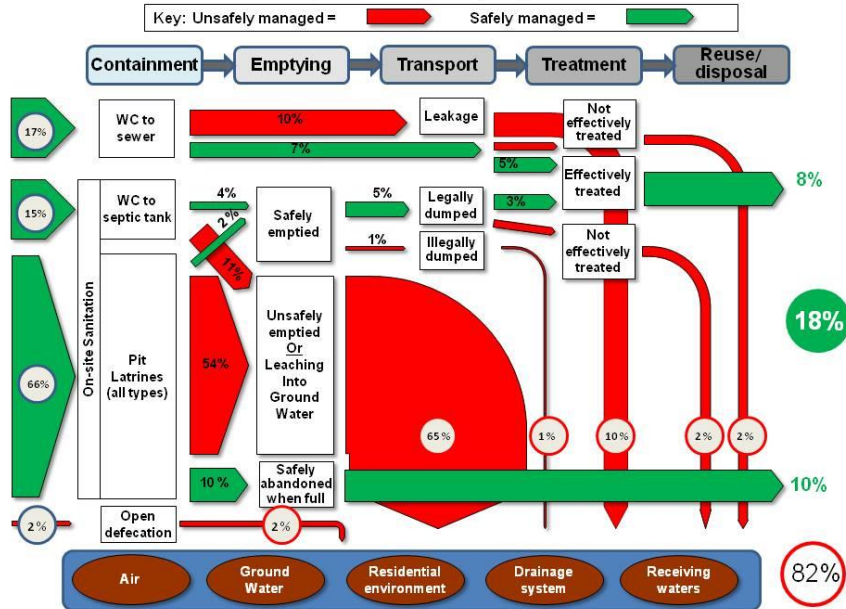 Key: Unsafely managed =
Safely managed =
Containment
Emptying
Transport
Treatment
Reuse/
disposal
17%
WC to
sewer
10%
Leakage
Not
effectively
treated
7%
5%
Effectively
treated
8%
15%
WC to
septic tank
4%
2%
11%
Safely
emptied
5%
Legally
dumped
3%
1%
Illegally
dumped
Not
effectively
treated
18%
On-site Sanitation
66%
Pit
Latrines
(all types)
54%
Unsafely
emptied
Or
Leaching
Into
Ground
Water
65%
1%
10%
2%
2%
10%
Safely
abandoned
when full
10%
2%
Open
defecation
2%
Air
Ground
Water
Residential
environment
Drainage
system
Receiving
waters
82%